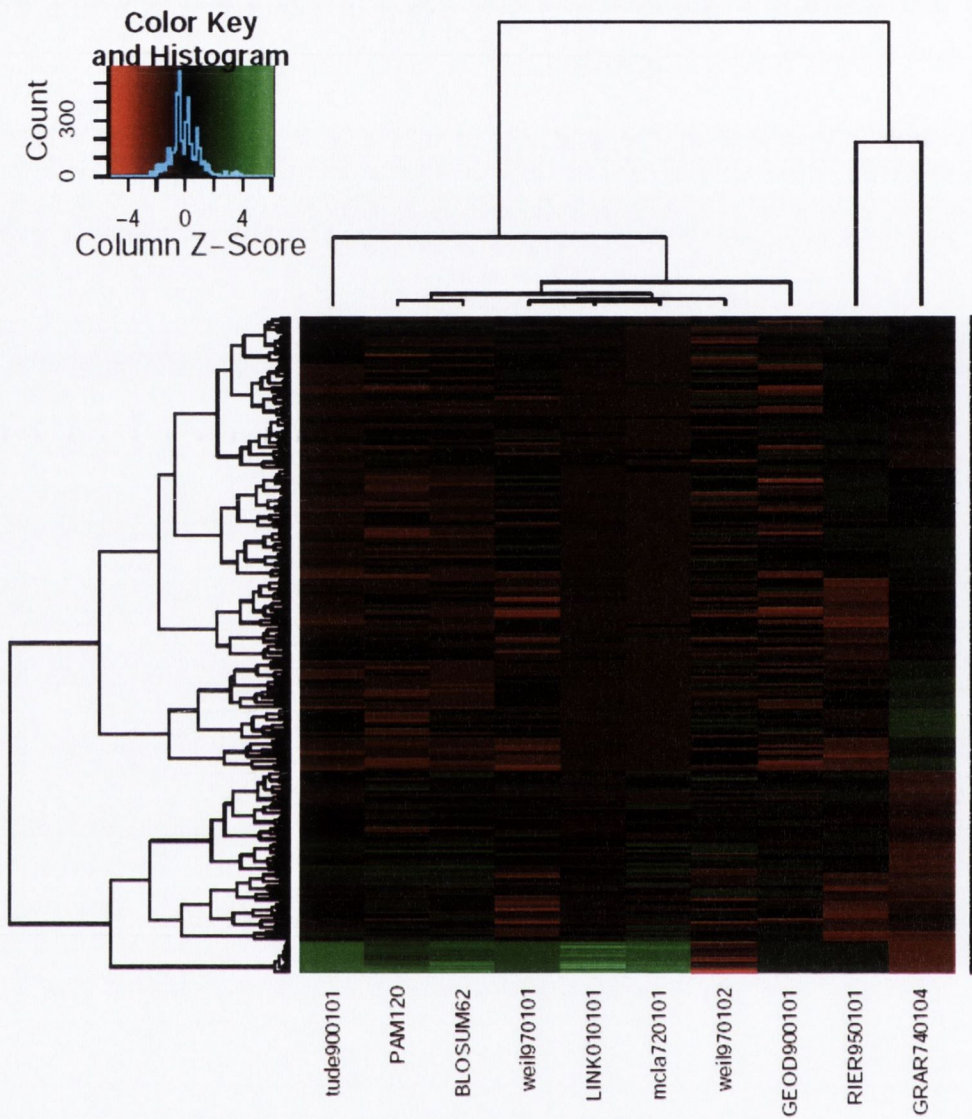 Color Key
and Histogram
Count
0
300
−4
0
4
Column Z−Score
tude900101
PAM120
BLOSUM62
weil970101
LINK010101
mcla720101
weil970102
GEOD900101
RIER950101
GRAR740104